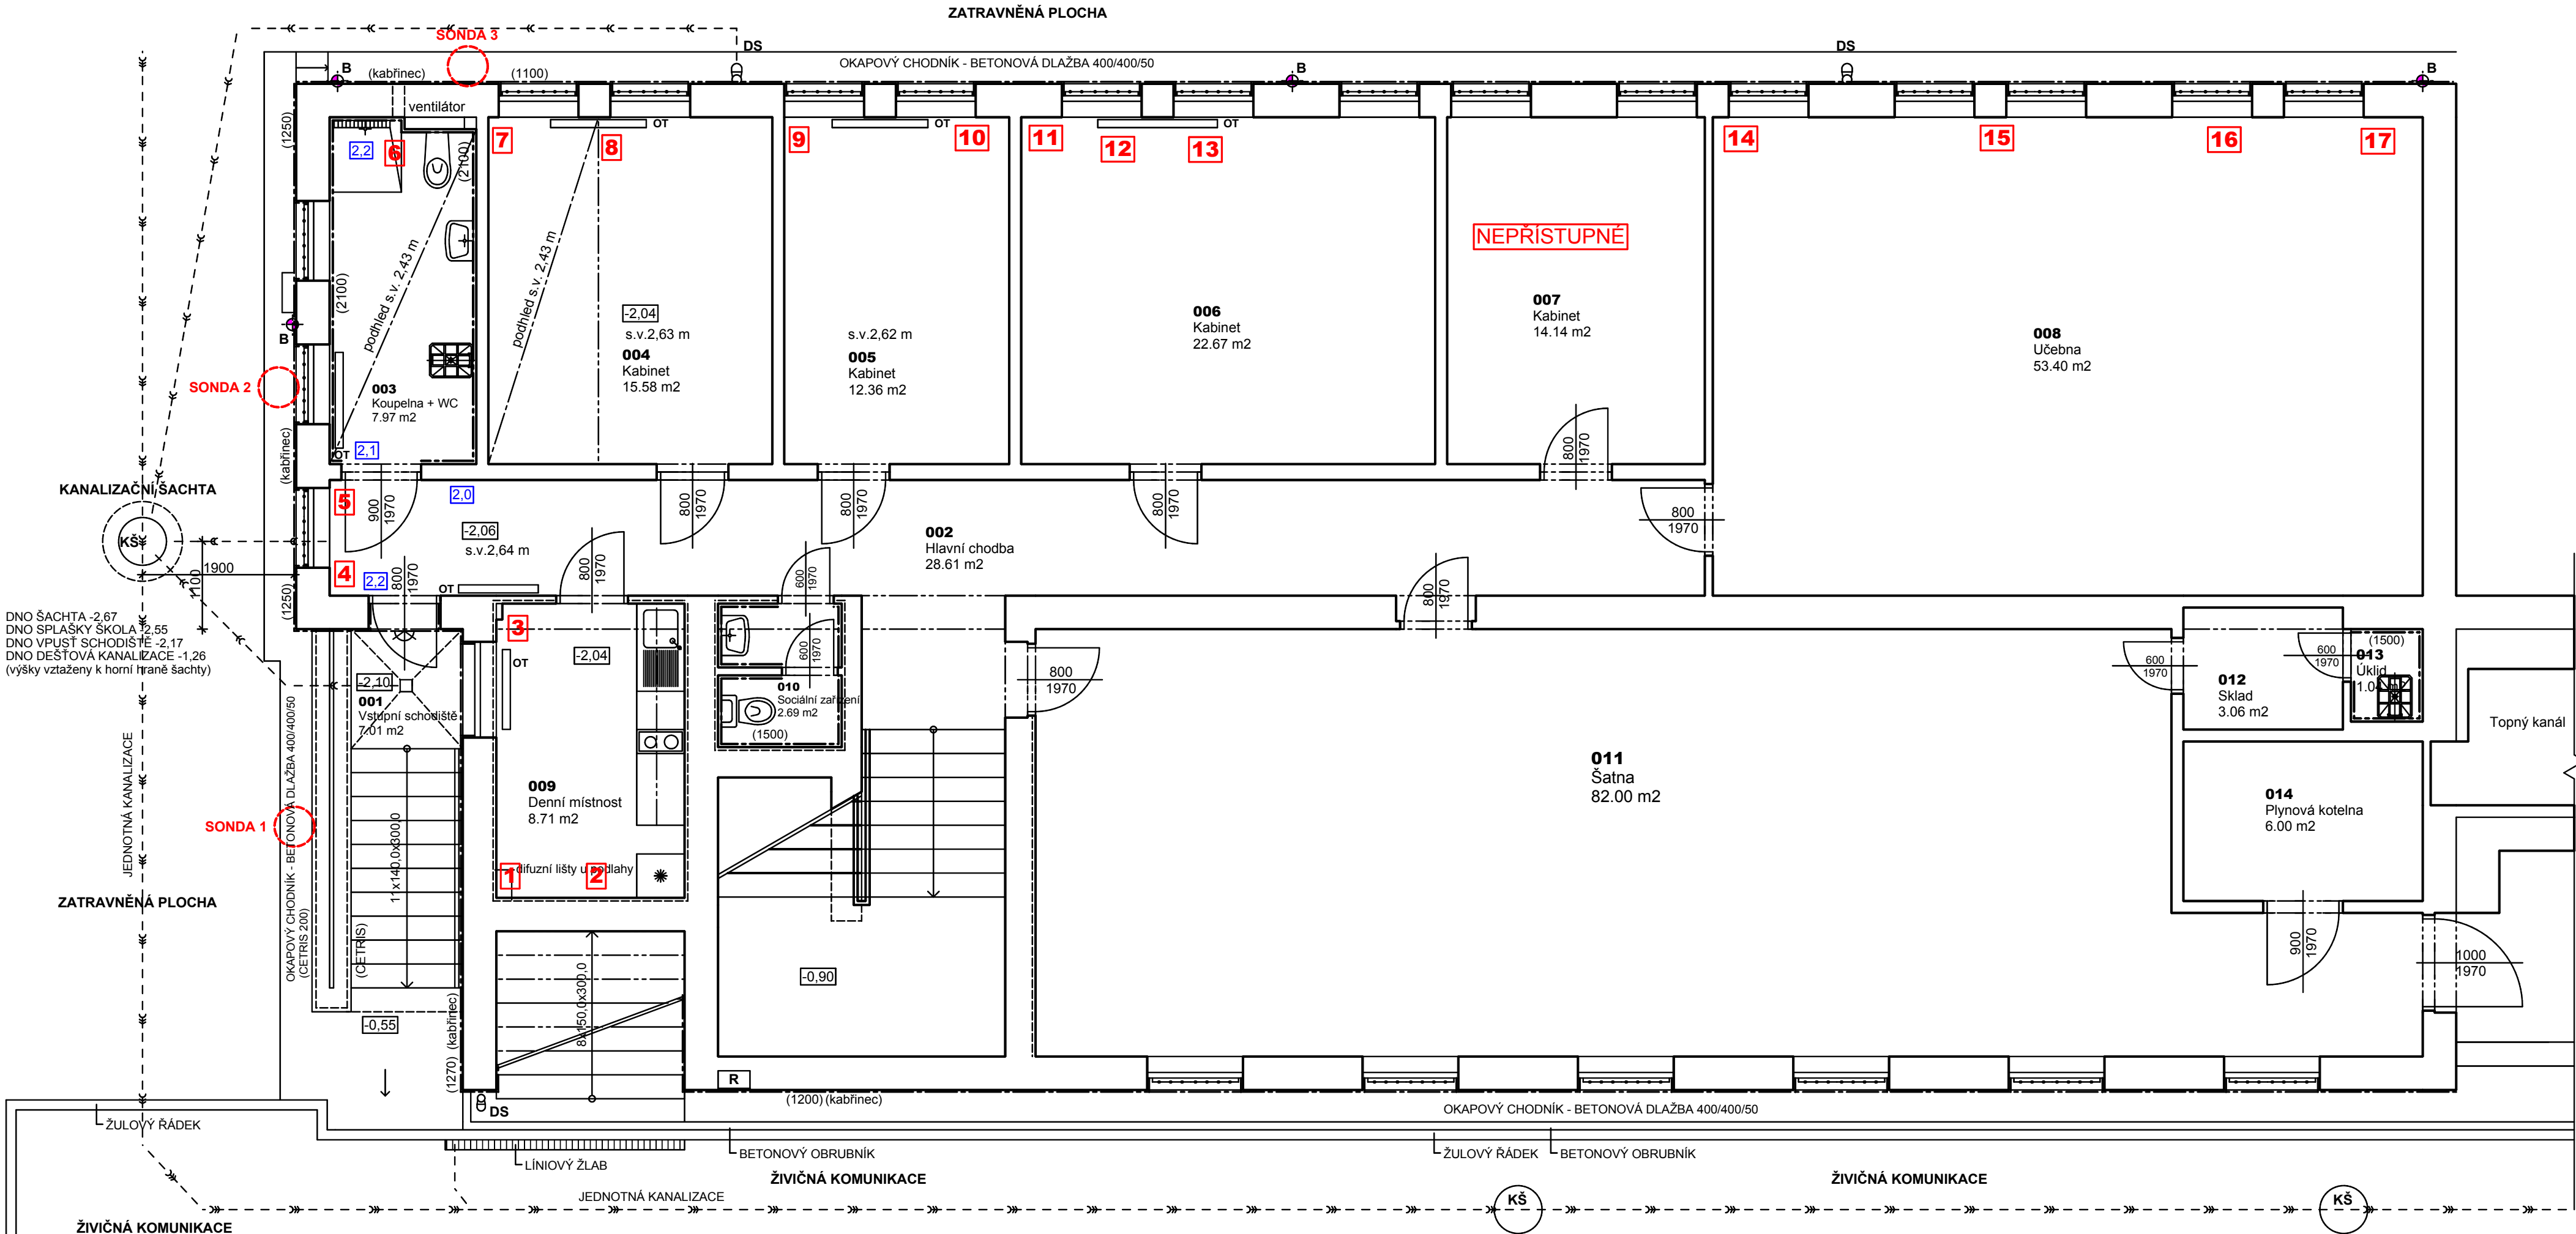 ZATRAVNĚNÁ PLOCHA
SONDA 3
DS
DS
OKAPOVÝ CHODNÍK - BETONOVÁ DLAŽBA 400/400/50
B
(kabřinec)
(1100)
B
B
ventilátor
(1250)
OT
OT
OT
2,2
6
7
8
9
10
11
12
13
14
15
16
17
(2100)
(2100)
podhled s.v. 2,43 m
podhled s.v. 2,43 m
NEPŘÍSTUPNÉ
-2,04
s.v.2,63 m
004
Kabinet
15.58 m2
s.v.2,62 m
005
Kabinet
12.36 m2
006
Kabinet
22.67 m2
007
Kabinet
14.14 m2
008
Učebna
53.40 m2
B
SONDA 2
003
Koupelna + WC
7.97 m2
(kabřinec)
OT
2,1
KANALIZAČNÍ ŠACHTA
KŠ
5
900
1970
2,0
-2,06
s.v.2,64 m
800
1970
800
1970
800
1970
800
1970
800
1970
002
Hlavní chodba
28.61 m2
1900
1100
4
2,2
800
1970
OT
800
1970
600
1970
800
1970
(1250)
DNO ŠACHTA -2,67
DNO SPLAŠKY ŠKOLA -2,55
DNO VPUSŤ SCHODIŠTĚ -2,17
DNO DEŠŤOVÁ KANALIZACE -1,26
(výšky vztaženy k horní hraně šachty)
3
OT
-2,04
600
1970
-2,10
001
Vstupní schodiště
7.01 m2
010
Sociální zařízení
2.69 m2
(1500)
800
1970
600
1970
600
1970
(1500)
013
Úklid
012
Sklad
3.06 m2
Topný kanál
JEDNOTNÁ KANALIZACE
OKAPOVÝ CHODNÍK - BETONOVÁ DLAŽBA 400/400/50
(CETRIS 200)
SONDA 1
11x140,0x300,0
(CETRIS)
009
Denní místnost
8.71 m2
011
Šatna
82.00 m2
014
Plynová kotelna
6.00 m2
1
difuzní lišty u podlahy
2
ZATRAVNĚNÁ PLOCHA
900
1970
1000
1970
-0,90
8x150,0x300,0
-0,55
(1270) (kabřinec)
R
DS
(1200) (kabřinec)
OKAPOVÝ CHODNÍK - BETONOVÁ DLAŽBA 400/400/50
ŽULOVÝ ŘÁDEK
LÍNIOVÝ ŽLAB
BETONOVÝ OBRUBNÍK
ŽULOVÝ ŘÁDEK
BETONOVÝ OBRUBNÍK
ŽIVIČNÁ KOMUNIKACE
ŽIVIČNÁ KOMUNIKACE
JEDNOTNÁ KANALIZACE
KŠ
KŠ
ŽIVIČNÁ KOMUNIKACE